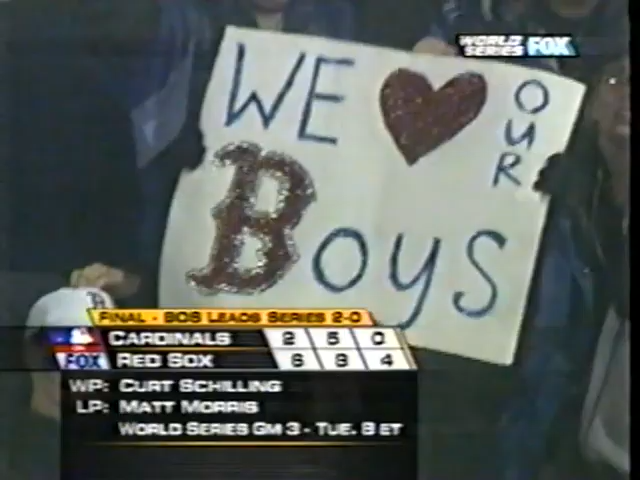 WORLD
SERIES FOX
WE ♥ OUR
BOYS
FINAL - BOS LEADS SERIES 2-0
CARDINALS 2 5 0
FOX RED SOX 6 8 4
WP: CURT SCHILLING
LP: MATT MORRIS
WORLD SERIES GM 3 - TUE. 8 ET